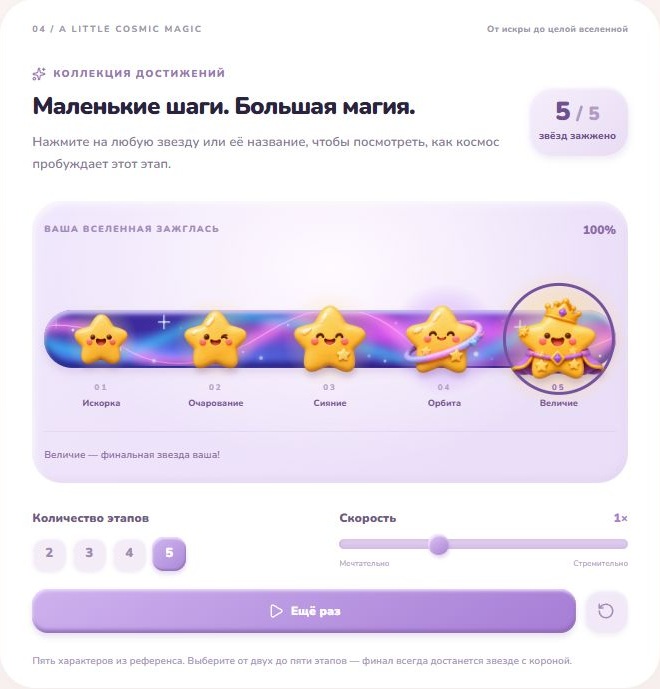 04 / A LITTLE COSMIC MAGIC
От искры до целой вселенной
КОЛЛЕКЦИЯ ДОСТИЖЕНИЙ
Маленькие шаги. Большая магия.
Нажмите на любую звезду или её название, чтобы посмотреть, как космос
пробуждает этот этап.
5 / 5
звёзд зажжено
ВАША ВСЕЛЕННАЯ ЗАЖГЛАСЬ
100%
01
02
03
04
05
Искорка
Очарование
Сияние
Орбита
Величие
Величие — финальная звезда ваша!
Количество этапов
2
3
4
5
Скорость
1×
Мечтательно
Стремительно
Ещё раз
Пять характеров из референса. Выберите от двух до пяти этапов — финал всегда достанется звезде с короной.